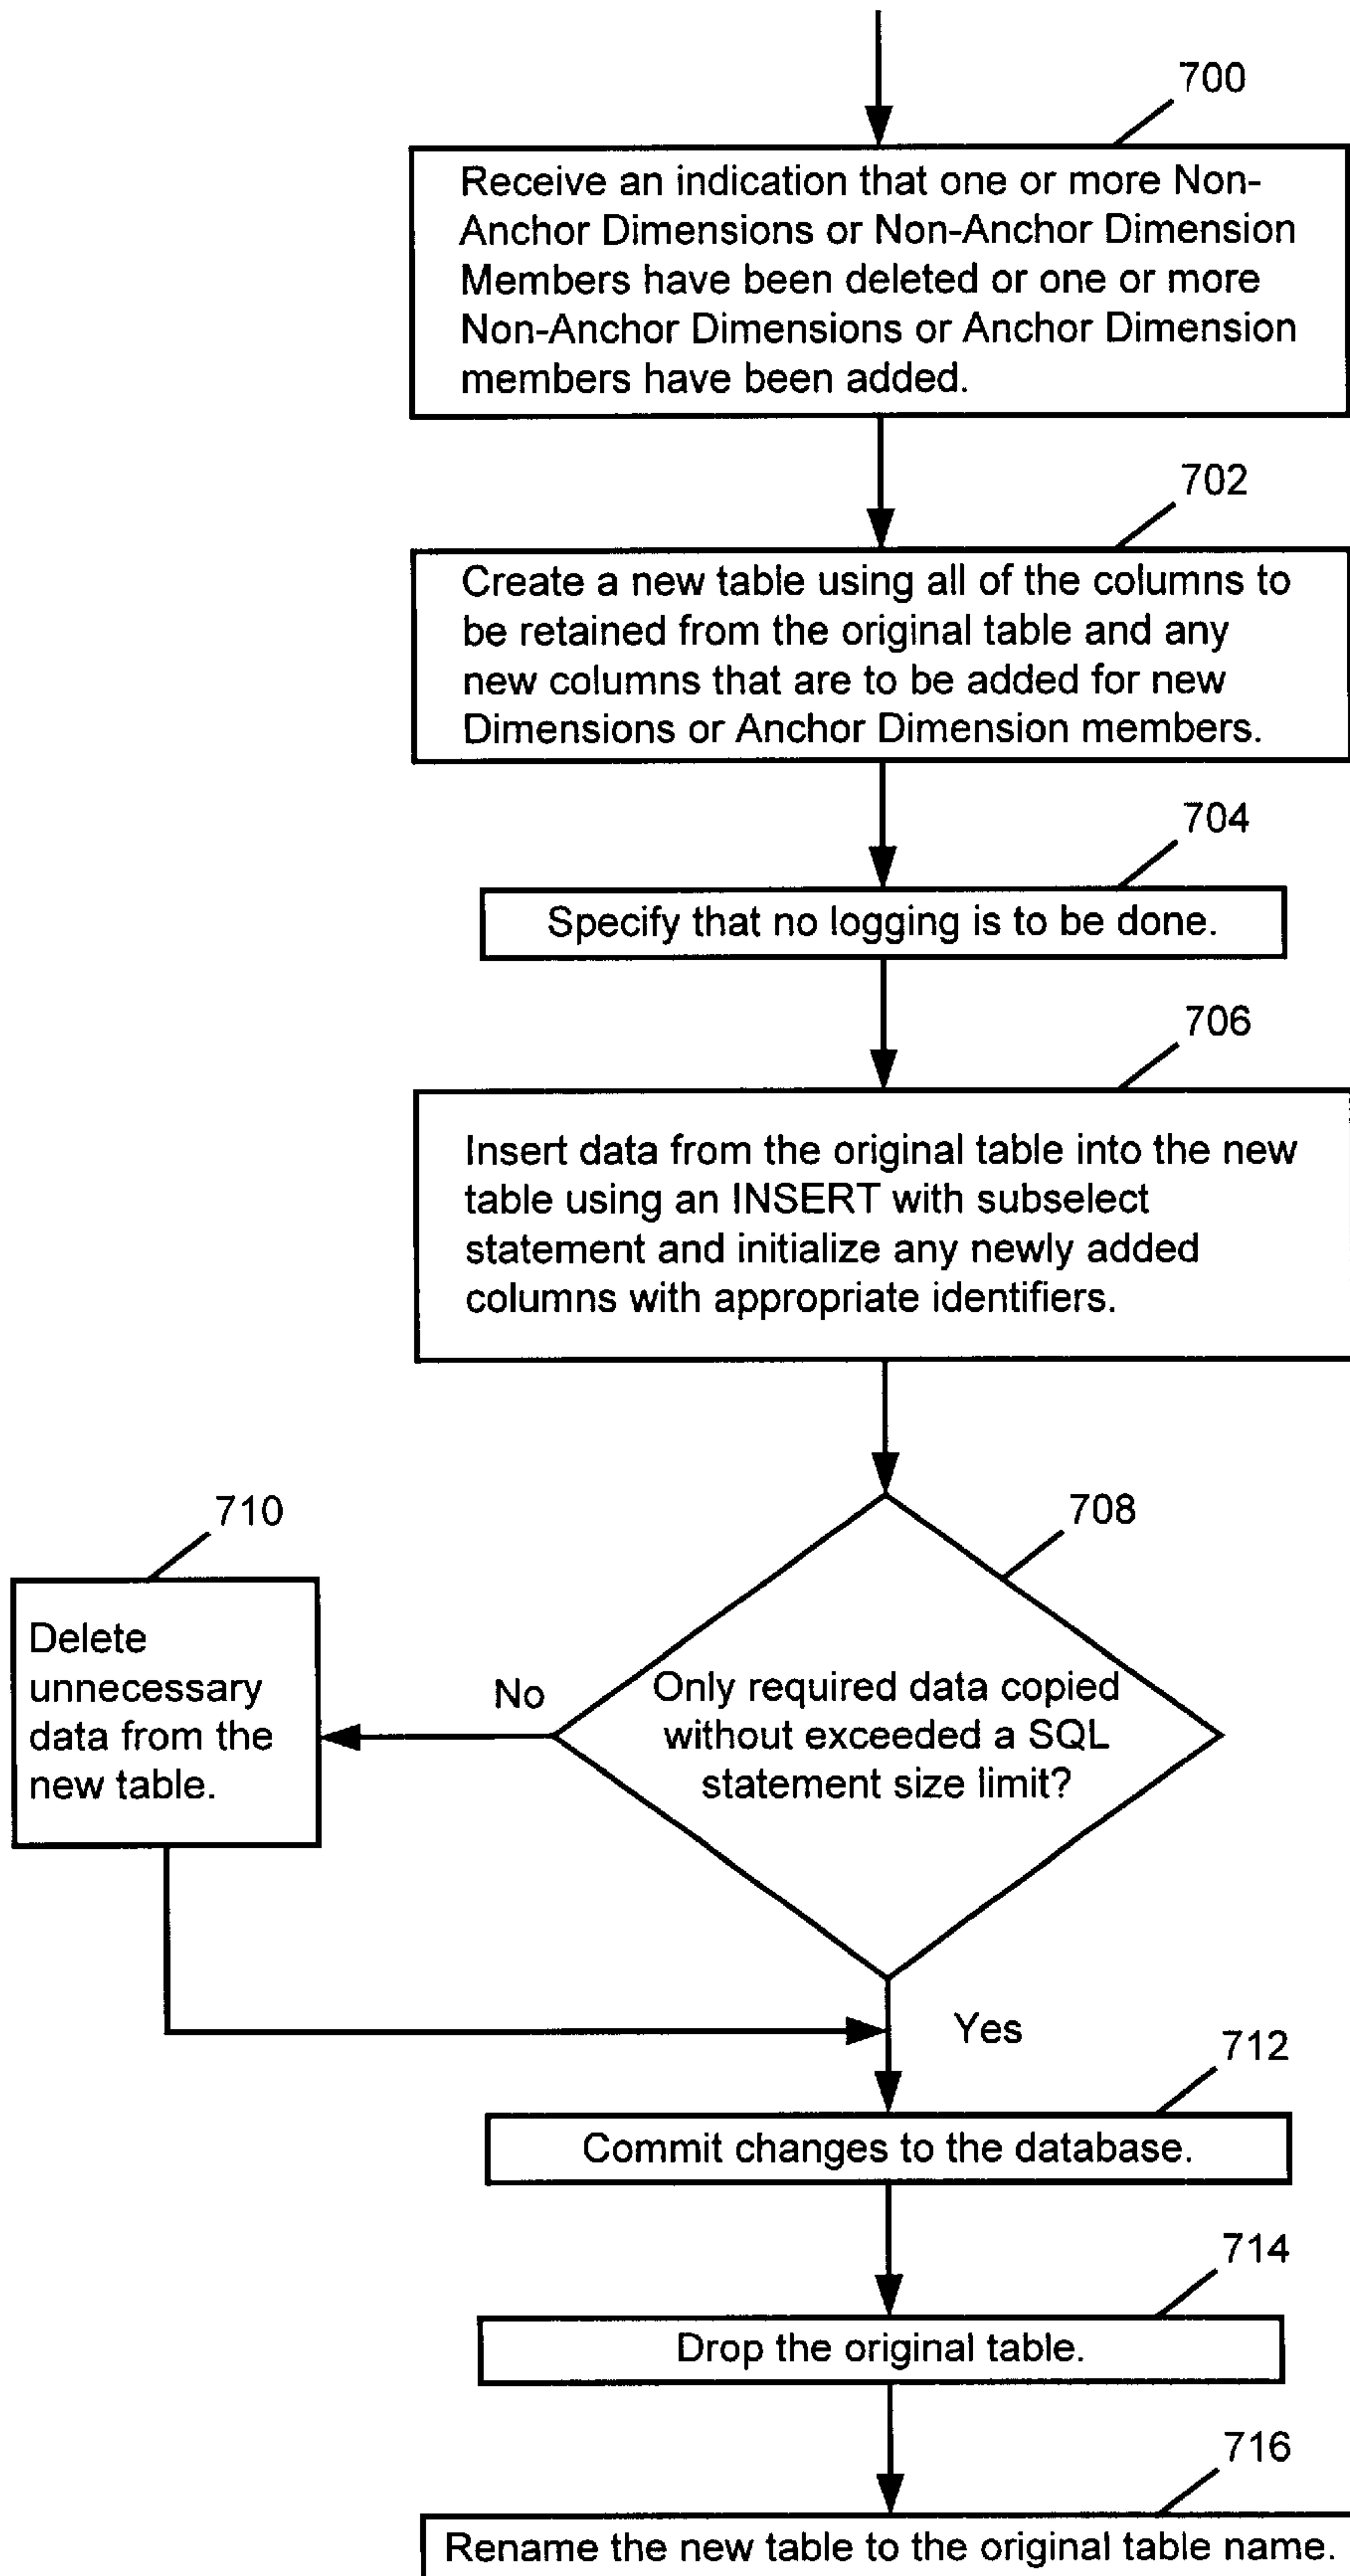 700
Receive an indication that one or more Non-
Anchor Dimensions or Non-Anchor Dimension
Members have been deleted or one or more
Non-Anchor Dimensions or Anchor Dimension
members have been added.
702
Create a new table using all of the columns to
be retained from the original table and any
new columns that are to be added for new
Dimensions or Anchor Dimension members.
704
Specify that no logging is to be done.
706
Insert data from the original table into the new
table using an INSERT with subselect
statement and initialize any newly added
columns with appropriate identifiers.
708
Only required data copied
without exceeded a SQL
statement size limit?
No
710
Delete
unnecessary
data from the
new table.
Yes
712
Commit changes to the database.
714
Drop the original table.
716
Rename the new table to the original table name.